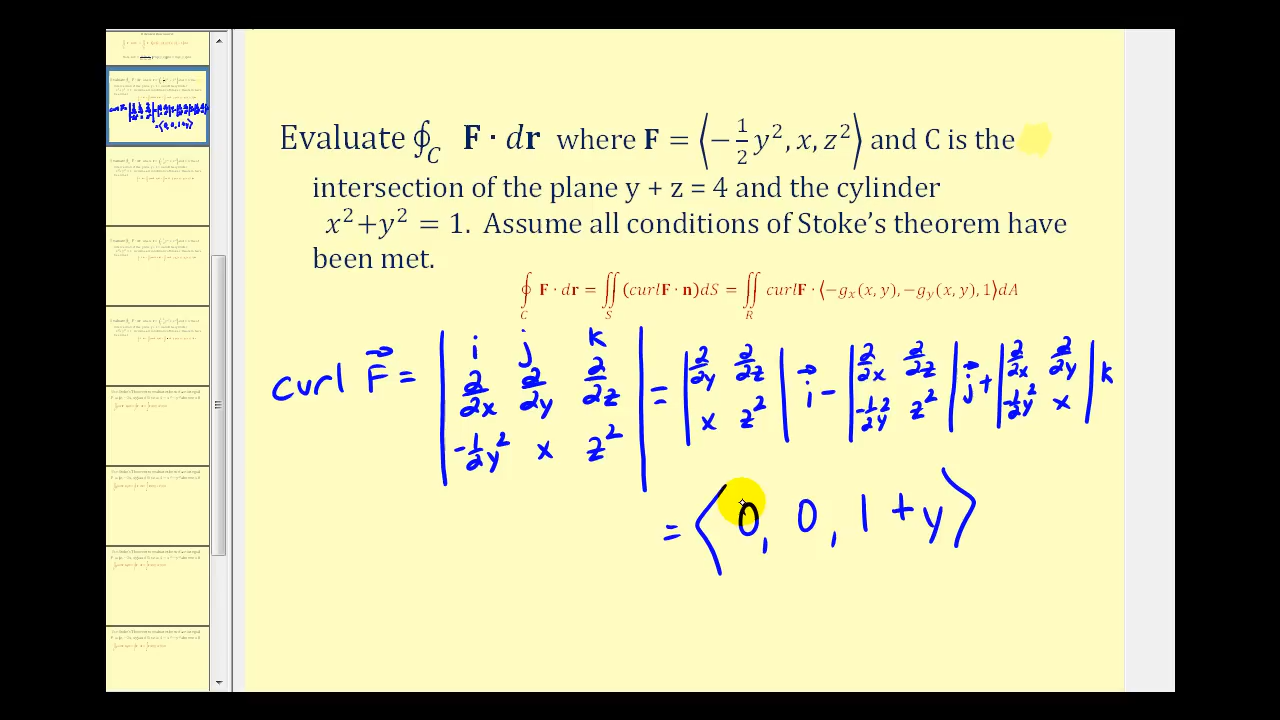 Evaluate ∮_C F · dr where F = ⟨−½y², x, z²⟩ and C is the
intersection of the plane y + z = 4 and the cylinder
x²+y² = 1. Assume all conditions of Stoke's theorem have
been met.
∮_C F · dr = ∬_S (curlF · n)dS = ∬_R curlF · ⟨−g_x(x, y), −g_y(x, y), 1⟩dA
curl F⃗ = | i j k ; ∂/∂x ∂/∂y ∂/∂z ; −½y² x z² | = | ∂/∂y ∂/∂z ; x z² | i⃗ − | ∂/∂x ∂/∂z ; −½y² z² | j⃗ + | ∂/∂x ∂/∂y ; −½y² x | k
= ⟨0, 0, 1 + y⟩